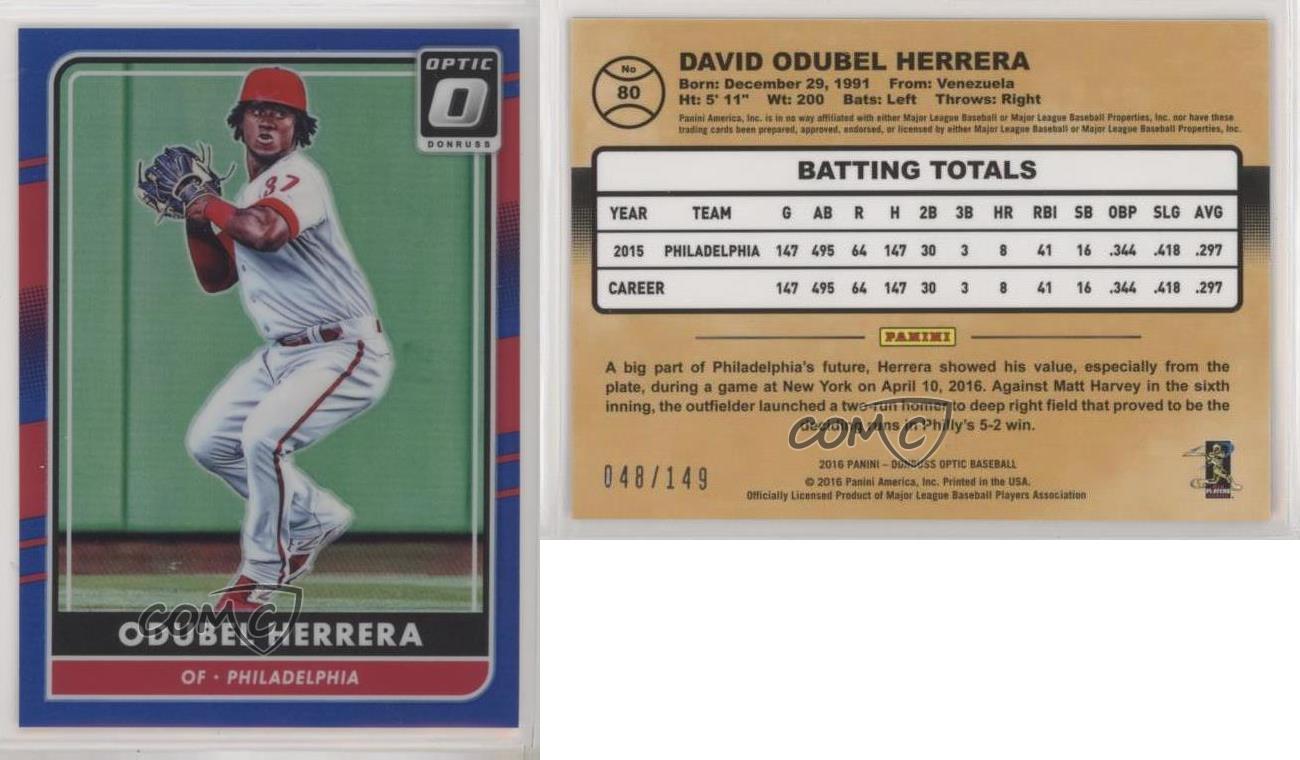 OPTIC
O
DONRUSS
37
ODUBEL HERRERA
OF · PHILADELPHIA
COMC
No
80
DAVID ODUBEL HERRERA
Born: December 29, 1991 From: Venezuela
Ht: 5' 11" Wt: 200 Bats: Left Throws: Right
Panini America, Inc. is in no way affiliated with either Major League Baseball or Major League Baseball Properties, Inc. nor have these
trading cards been prepared, approved, endorsed, or licensed by either Major League Baseball or Major League Baseball Properties, Inc.
BATTING TOTALS
YEAR TEAM G AB R H 2B 3B HR RBI SB OBP SLG AVG
2015 PHILADELPHIA 147 495 64 147 30 3 8 41 16 .344 .418 .297
CAREER 147 495 64 147 30 3 8 41 16 .344 .418 .297
PANINI
A big part of Philadelphia's future, Herrera showed his value, especially from the
plate, during a game at New York on April 10, 2016. Against Matt Harvey in the sixth
inning, the outfielder launched a two-run homer to deep right field that proved to be the
deciding runs in Philly's 5-2 win.
COMC
048/149
2016 PANINI – DONRUSS OPTIC BASEBALL
© 2016 Panini America, Inc. Printed in the USA.
Officially Licensed Product of Major League Baseball Players Association
PLAYERS